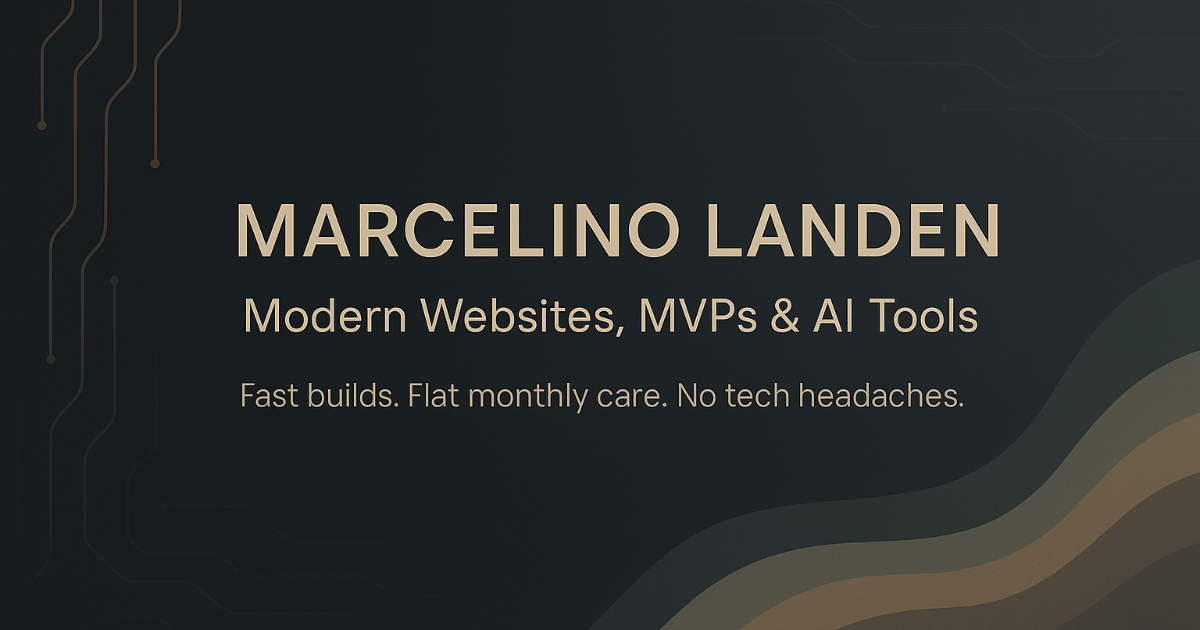 MARCELINO LANDEN
Modern Websites, MVPs & AI Tools
Fast builds. Flat monthly care. No tech headaches.